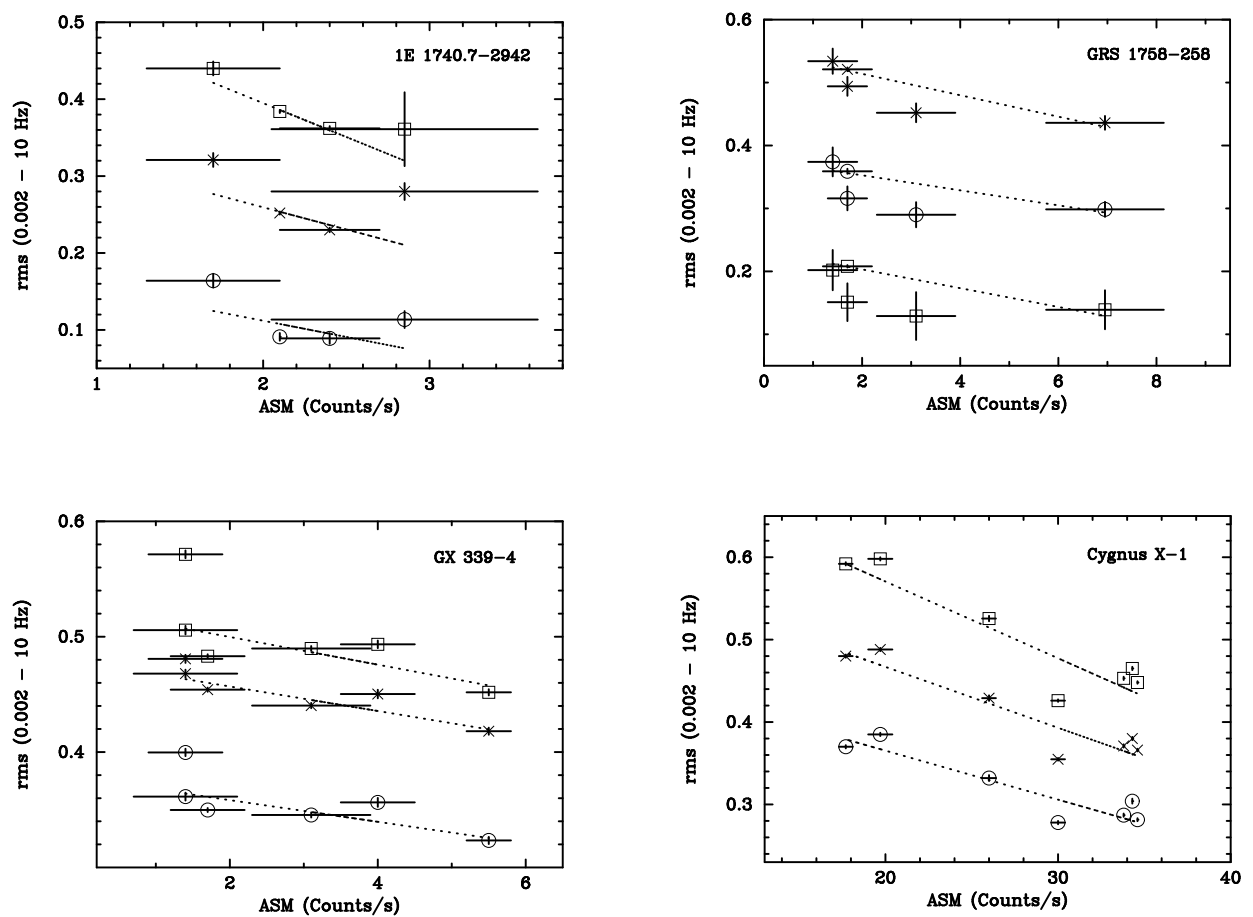 1E 1740.7−2942
rms (0.002 − 10 Hz)
0.5
0.4
0.3
0.2
0.1
1 2 3
ASM (Counts/s)
GRS 1758−258
rms (0.002 − 10 Hz)
0.6
0.4
0.2
0 2 4 6 8
ASM (Counts/s)
GX 339−4
rms (0.002 − 10 Hz)
0.6
0.5
0.4
2 4 6
ASM (Counts/s)
Cygnus X−1
rms (0.002 − 10 Hz)
0.6
0.5
0.4
0.3
20 30 40
ASM (Counts/s)